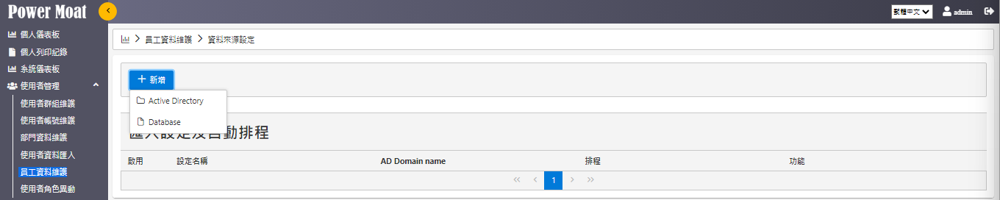 Power Moat
繁體中文
admin
個人儀表板
個人列印紀錄
系統儀表板
使用者管理
使用者群組維護
使用者帳號維護
部門資料維護
使用者資料匯入
員工資料維護
使用者角色異動
員工資料維護 > 資料來源設定
新增
Active Directory
Database
匯入設定及自動排程
啟用 設定名稱 AD Domain name 排程 功能
1